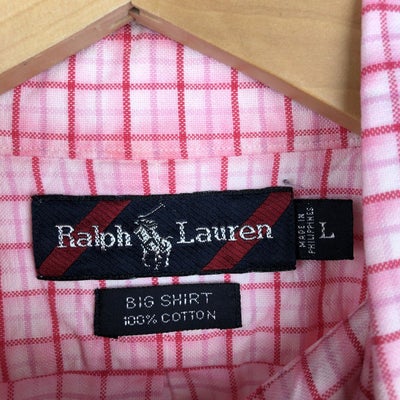 Ralph Lauren
MADE IN
PHILIPPINES
L
BIG SHIRT
100% COTTON